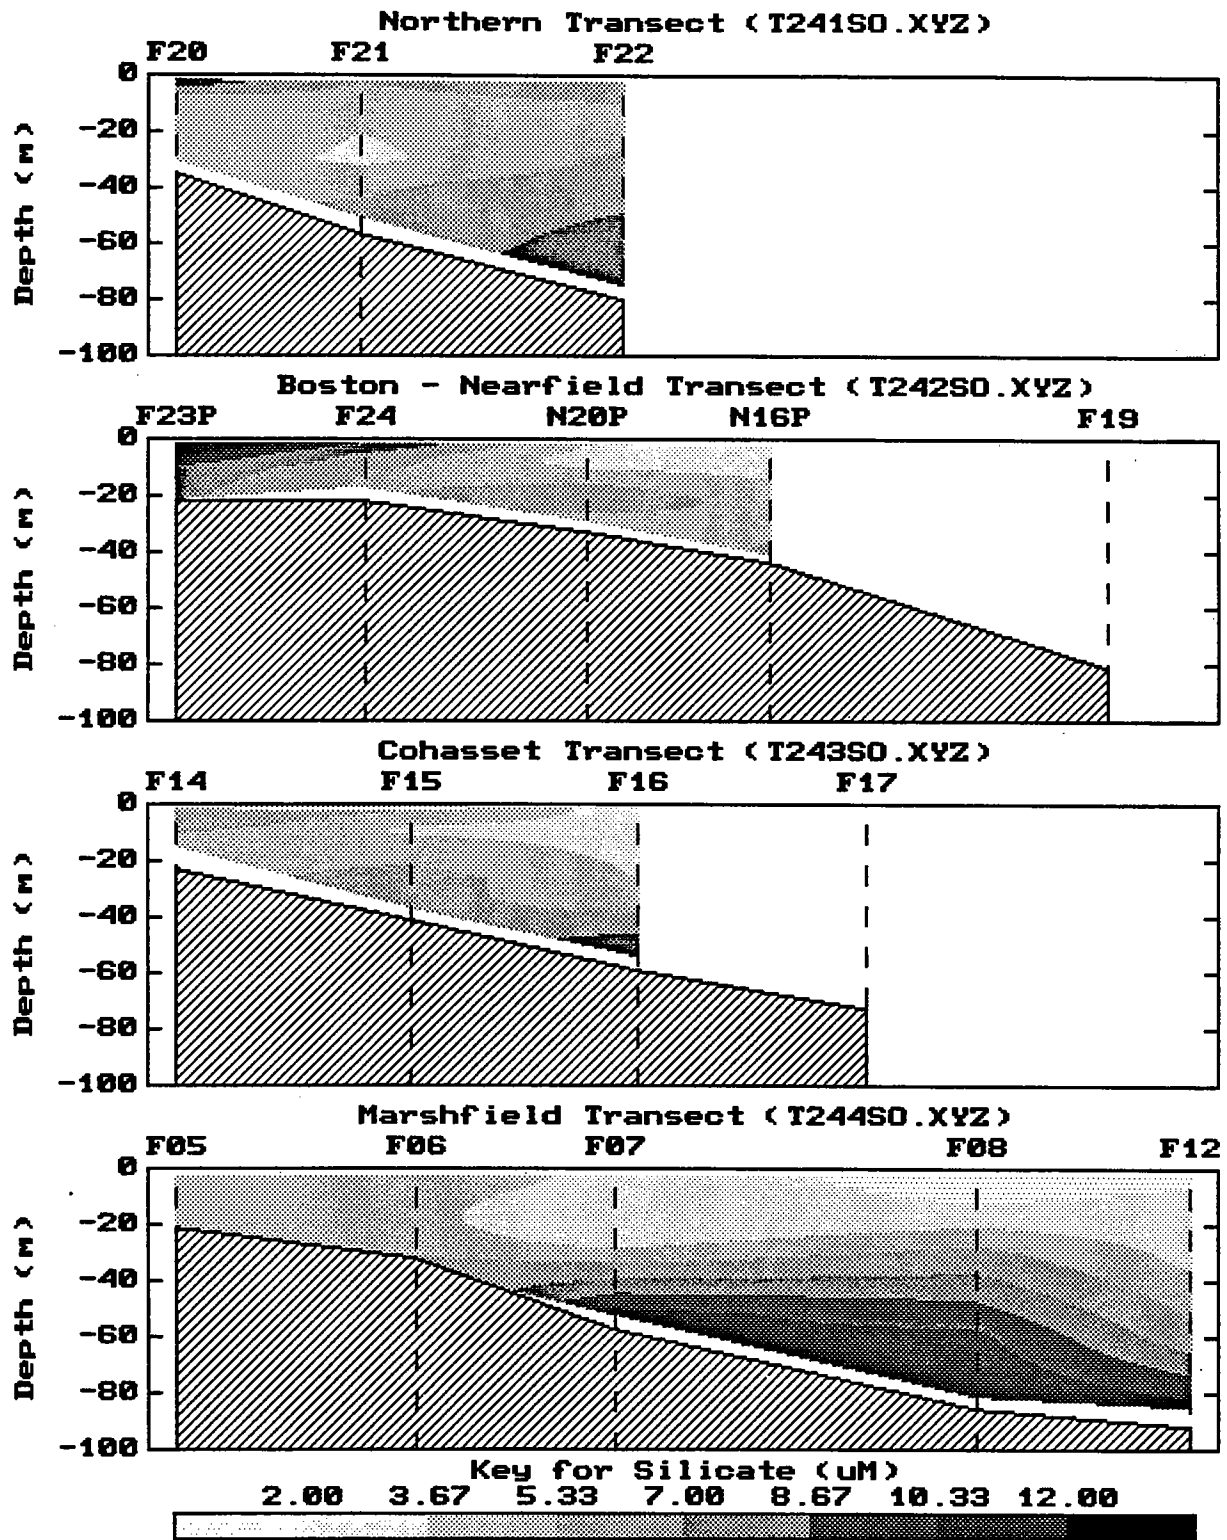 Northern Transect (T241SO.XYZ)
F20 F21 F22
0
-20
-40
-60
-80
-100
Depth (m)
Boston - Nearfield Transect (T242SO.XYZ)
F23P F24 N20P N16P F19
0
-20
-40
-60
-80
-100
Depth (m)
Cohasset Transect (T243SO.XYZ)
F14 F15 F16 F17
0
-20
-40
-60
-80
-100
Depth (m)
Marshfield Transect (T244SO.XYZ)
F05 F06 F07 F08 F12
0
-20
-40
-60
-80
-100
Depth (m)
Key for Silicate (uM)
2.00 3.67 5.33 7.00 8.67 10.33 12.00